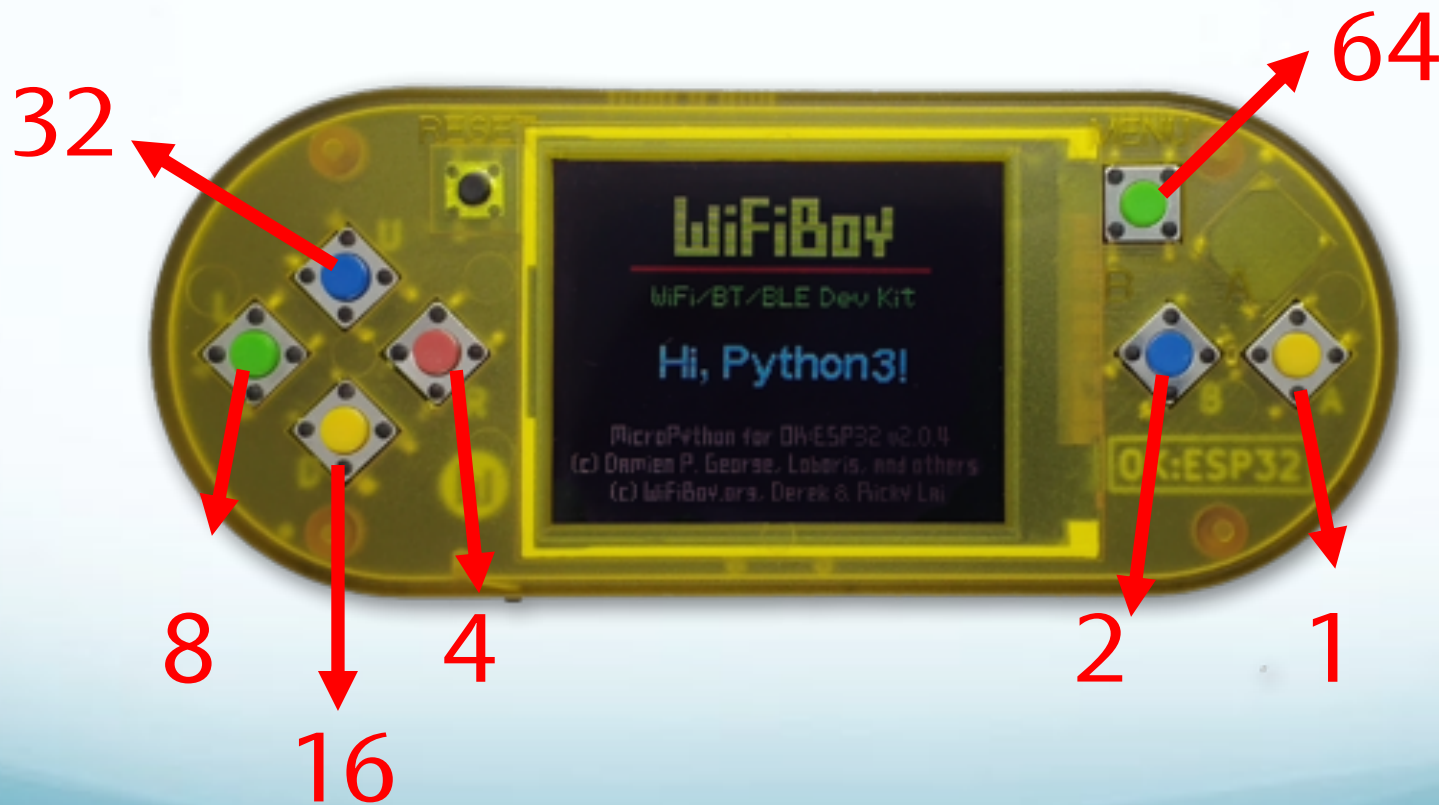 64
32
RESET
MENU
U
WiFiBoy
WiFi/BT/BLE Dev Kit
L
Hi, Python3!
R
B
A
D
MicroPython for OK:ESP32 v2.0.4
(c) Damien P. George, Loboris, and others
(c) WiFiBoy.org, Derek & Ricky Lai
OK:ESP32
8
4
2
1
16